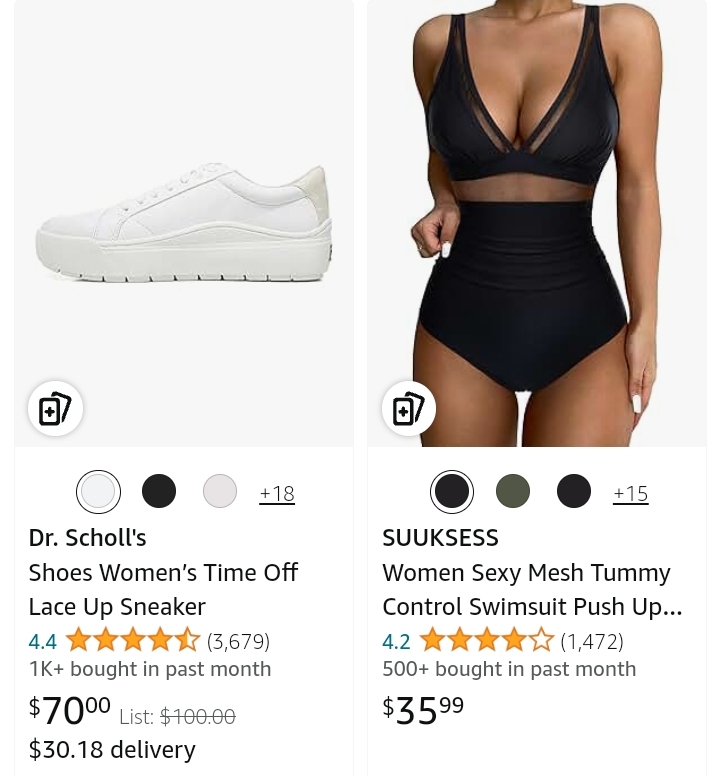 +18
Dr. Scholl's
Shoes Women’s Time Off
Lace Up Sneaker
4.4 (3,679)
1K+ bought in past month
$70.00 List: $100.00
$30.18 delivery
+15
SUUKSESS
Women Sexy Mesh Tummy
Control Swimsuit Push Up...
4.2 (1,472)
500+ bought in past month
$35.99